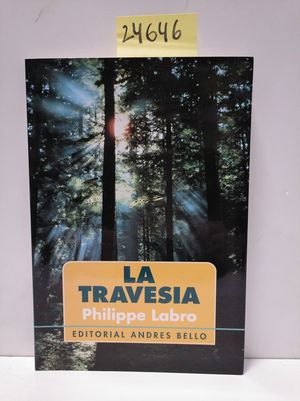 24646
LA
TRAVESIA
Philippe Labro
EDITORIAL ANDRES BELLO